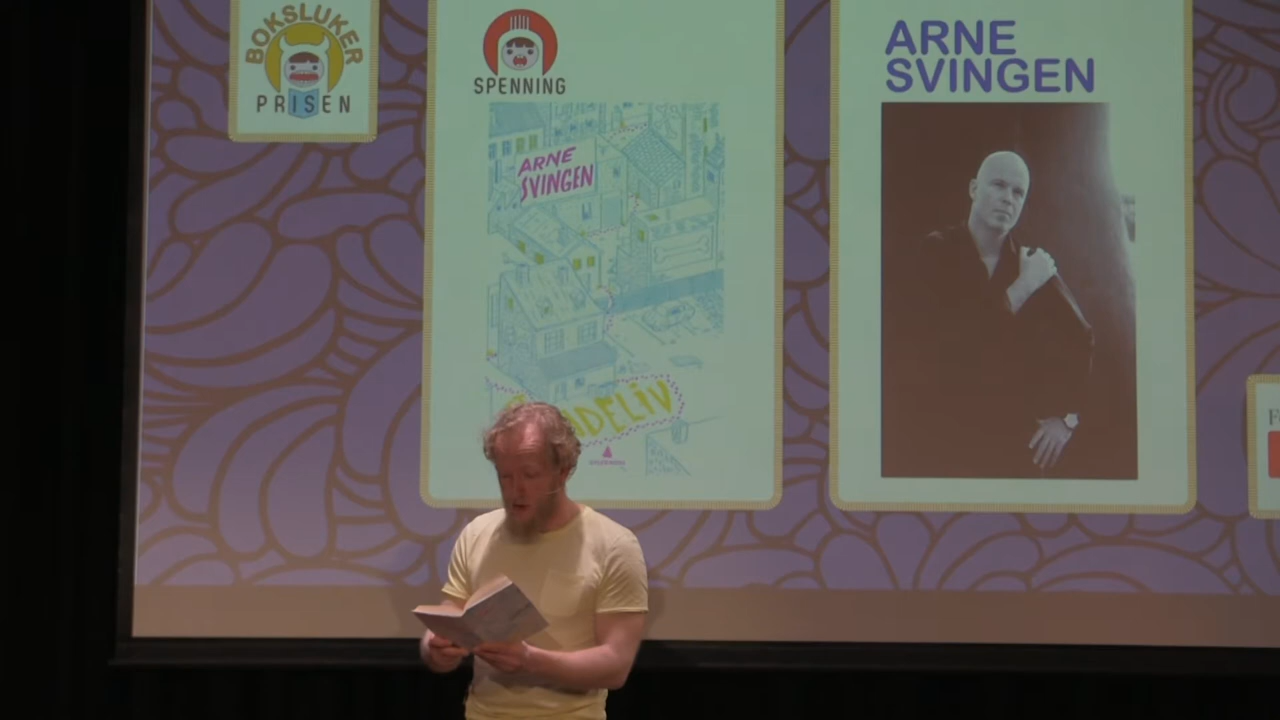 BOKSLUKER
PRISEN
SPENNING
ARNE
SVINGEN
ARNE
SVINGEN